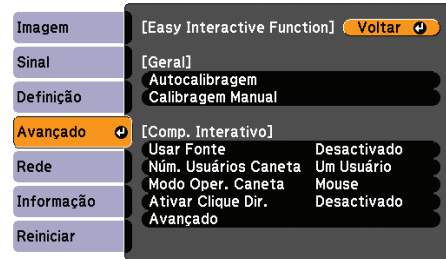 Imagem
Sinal
Definição
Avançado
Rede
Informação
Reiniciar
[Easy Interactive Function] Voltar
[Geral]
Autocalibragem
Calibragem Manual
[Comp. Interativo]
Usar Fonte Desactivado
Núm. Usuários Caneta Um Usuário
Modo Oper. Caneta Mouse
Ativar Clique Dir. Desactivado
Avançado